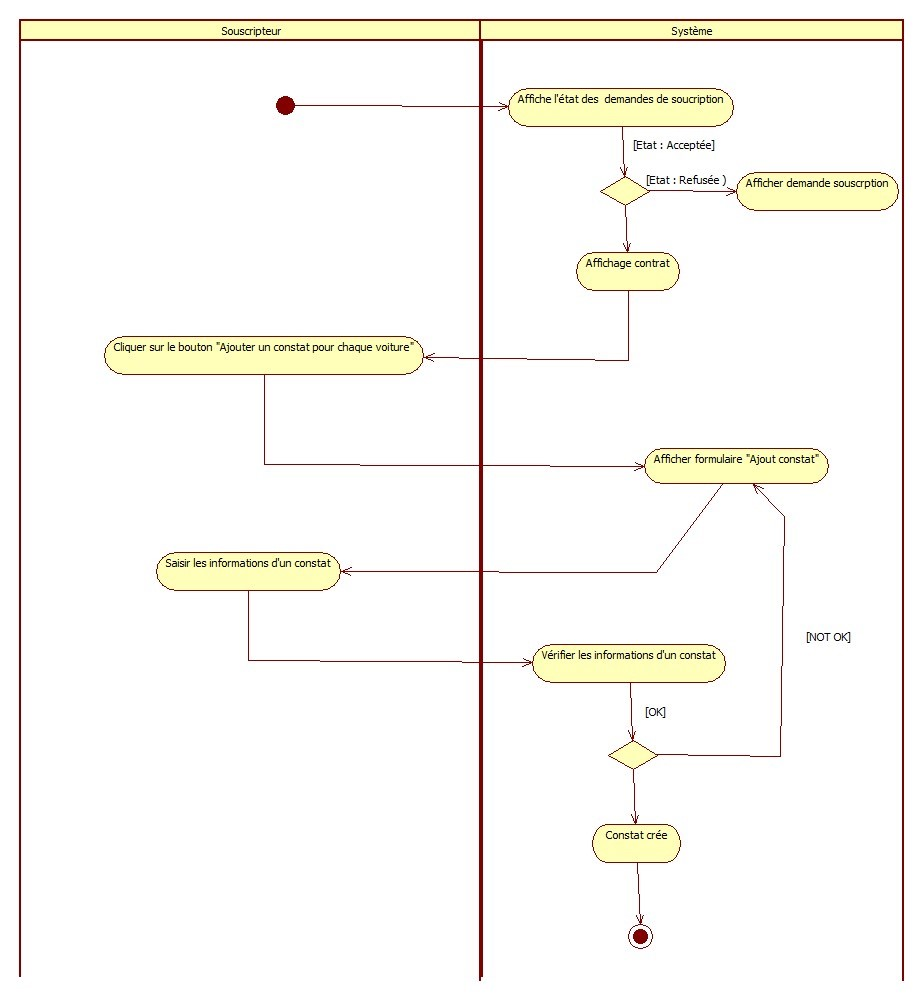 Souscripteur
Système
Affiche l'état des  demandes de soucription
[Etat : Acceptée]
[Etat : Refusée )
Afficher demande souscrption
Affichage contrat
Cliquer sur le bouton "Ajouter un constat pour chaque voiture"
Afficher formulaire "Ajout constat"
Saisir les informations d'un constat
[NOT OK]
Vérifier les informations d'un constat
[OK]
Constat crée